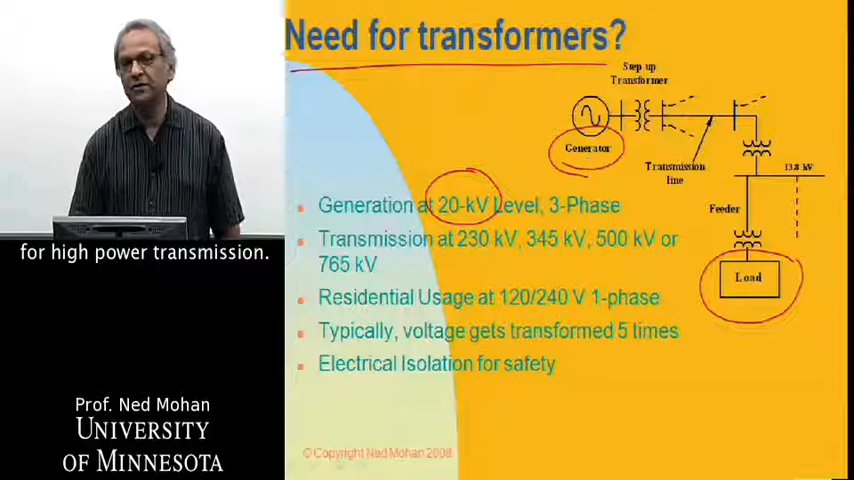 Need for transformers?
Step up
Transformer
Generator
Transmission
line
13.8 kV
Feeder
Load
Generation at 20-kV Level, 3-Phase
Transmission at 230 kV, 345 kV, 500 kV or
765 kV
Residential Usage at 120/240 V 1-phase
Typically, voltage gets transformed 5 times
Electrical Isolation for safety
© Copyright Ned Mohan 2008
for high power transmission.
Prof. Ned Mohan
UNIVERSITY
OF MINNESOTA